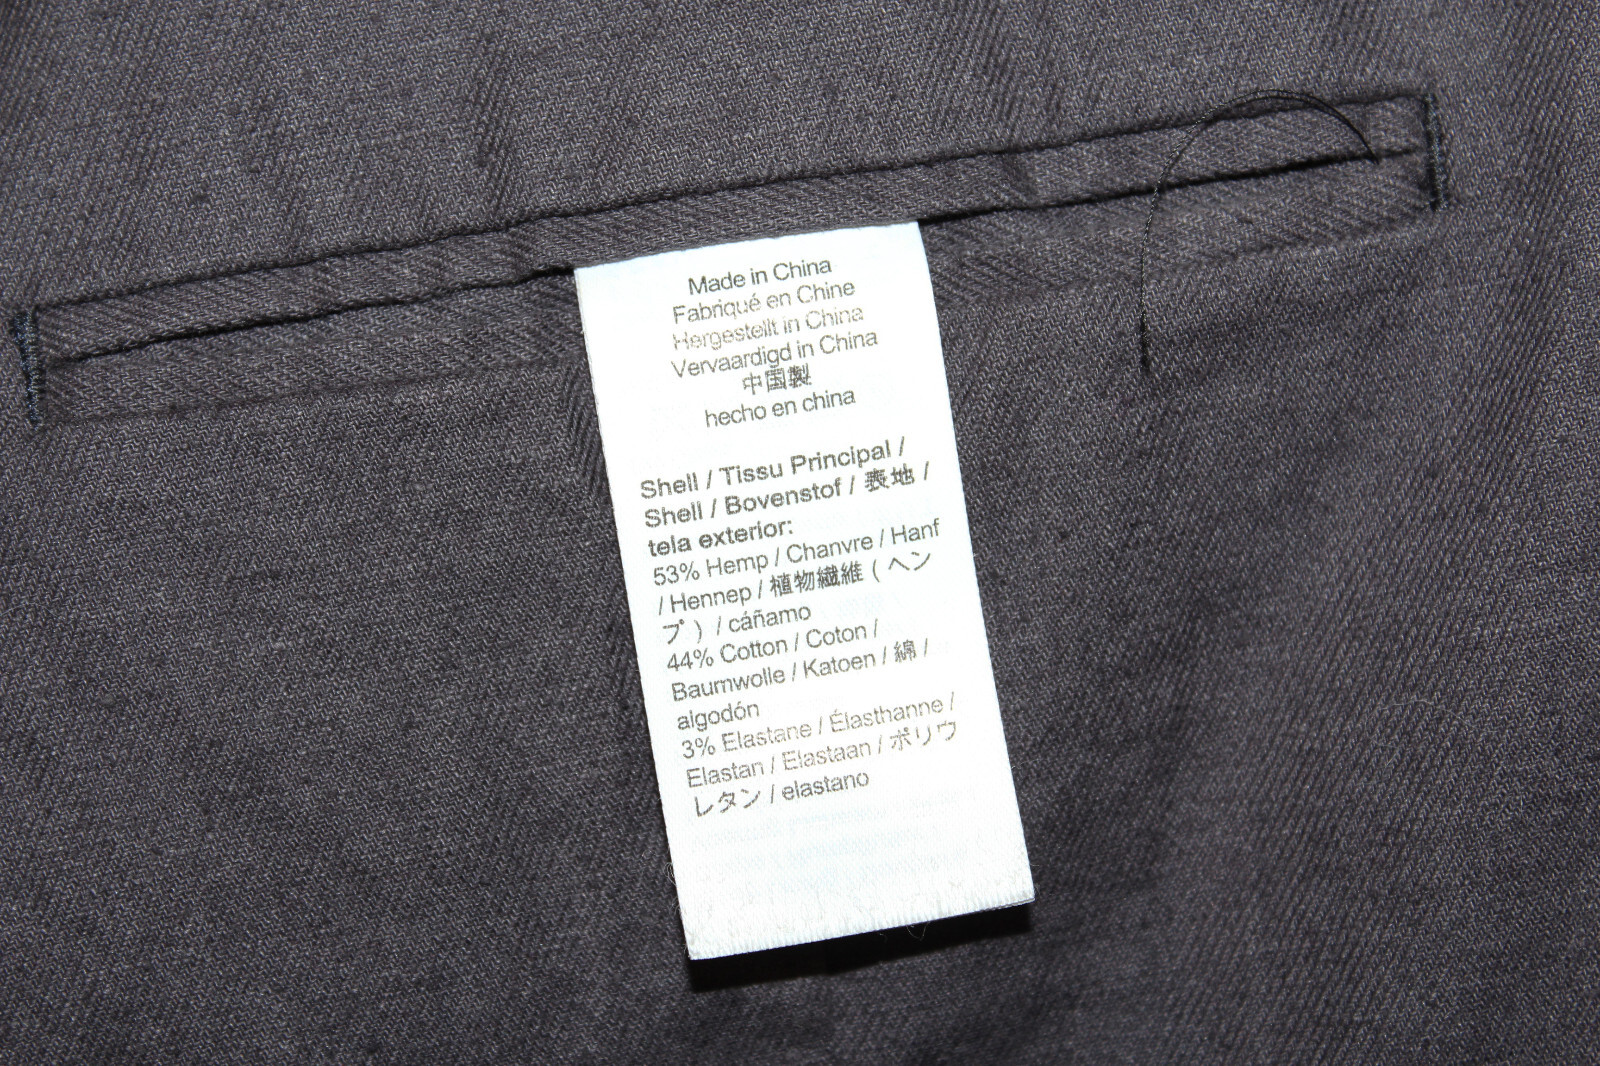 Made in China
Fabriqué en Chine
Hergestellt in China
Vervaardigd in China
中国製
hecho en china
Shell / Tissu Principal /
Shell / Bovenstof / 表地 /
tela exterior:
53% Hemp / Chanvre / Hanf
/ Hennep / 植物繊維 ( ヘン
プ ) / cáñamo
44% Cotton / Coton /
Baumwolle / Katoen / 綿 /
algodón
3% Elastane / Élasthanne /
Elastan / Elastaan / ポリウ
レタン / elastano